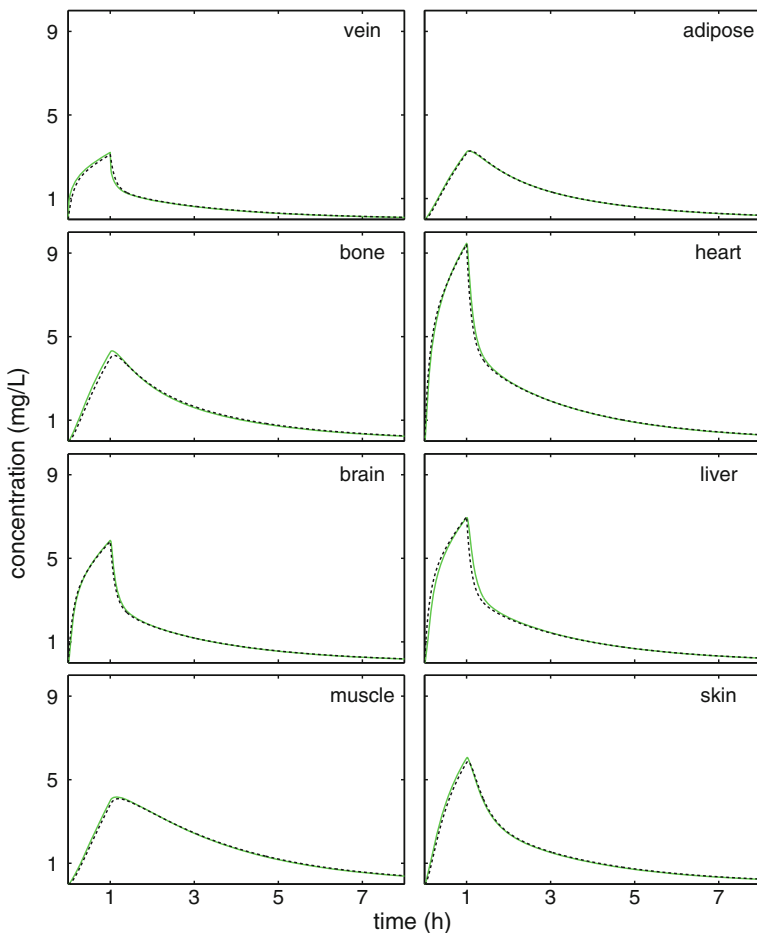 9
5
1
vein
adipose
9
5
1
bone
heart
9
5
1
brain
liver
9
5
1
muscle
skin
concentration (mg/L)
1 3 5 7
1 3 5 7
time (h)